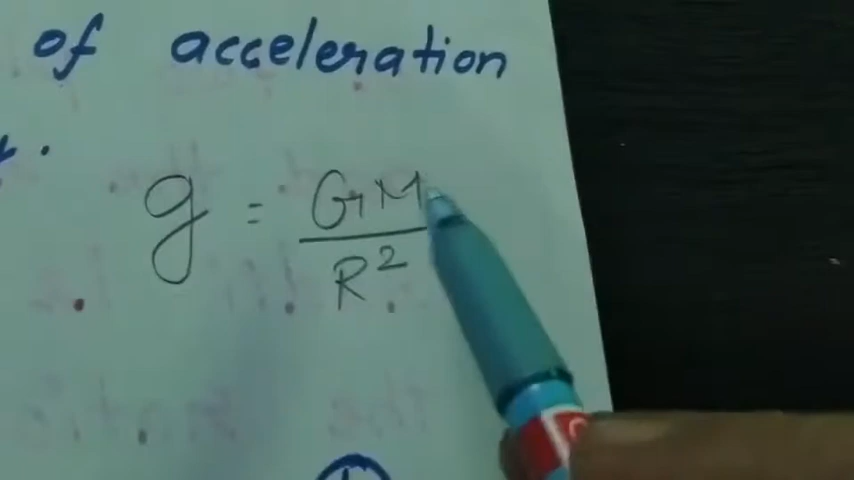 of acceleration
g = GM
R²